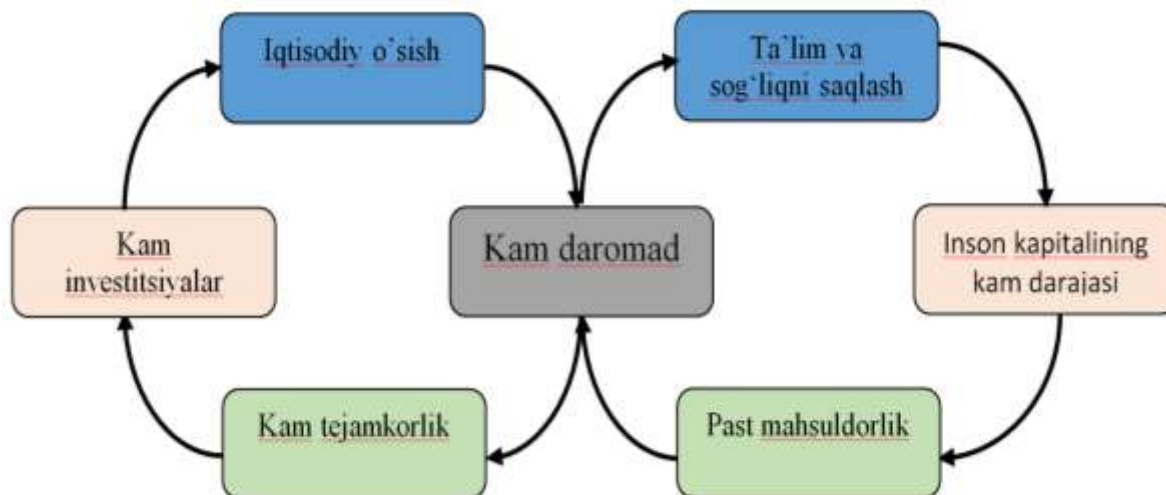 Iqtisodiy o`sish
Ta`lim va
sog‘liqni saqlash
Kam
investitsiyalar
Kam daromad
Inson kapitalining
kam darajasi
Kam tejamkorlik
Past mahsuldorlik